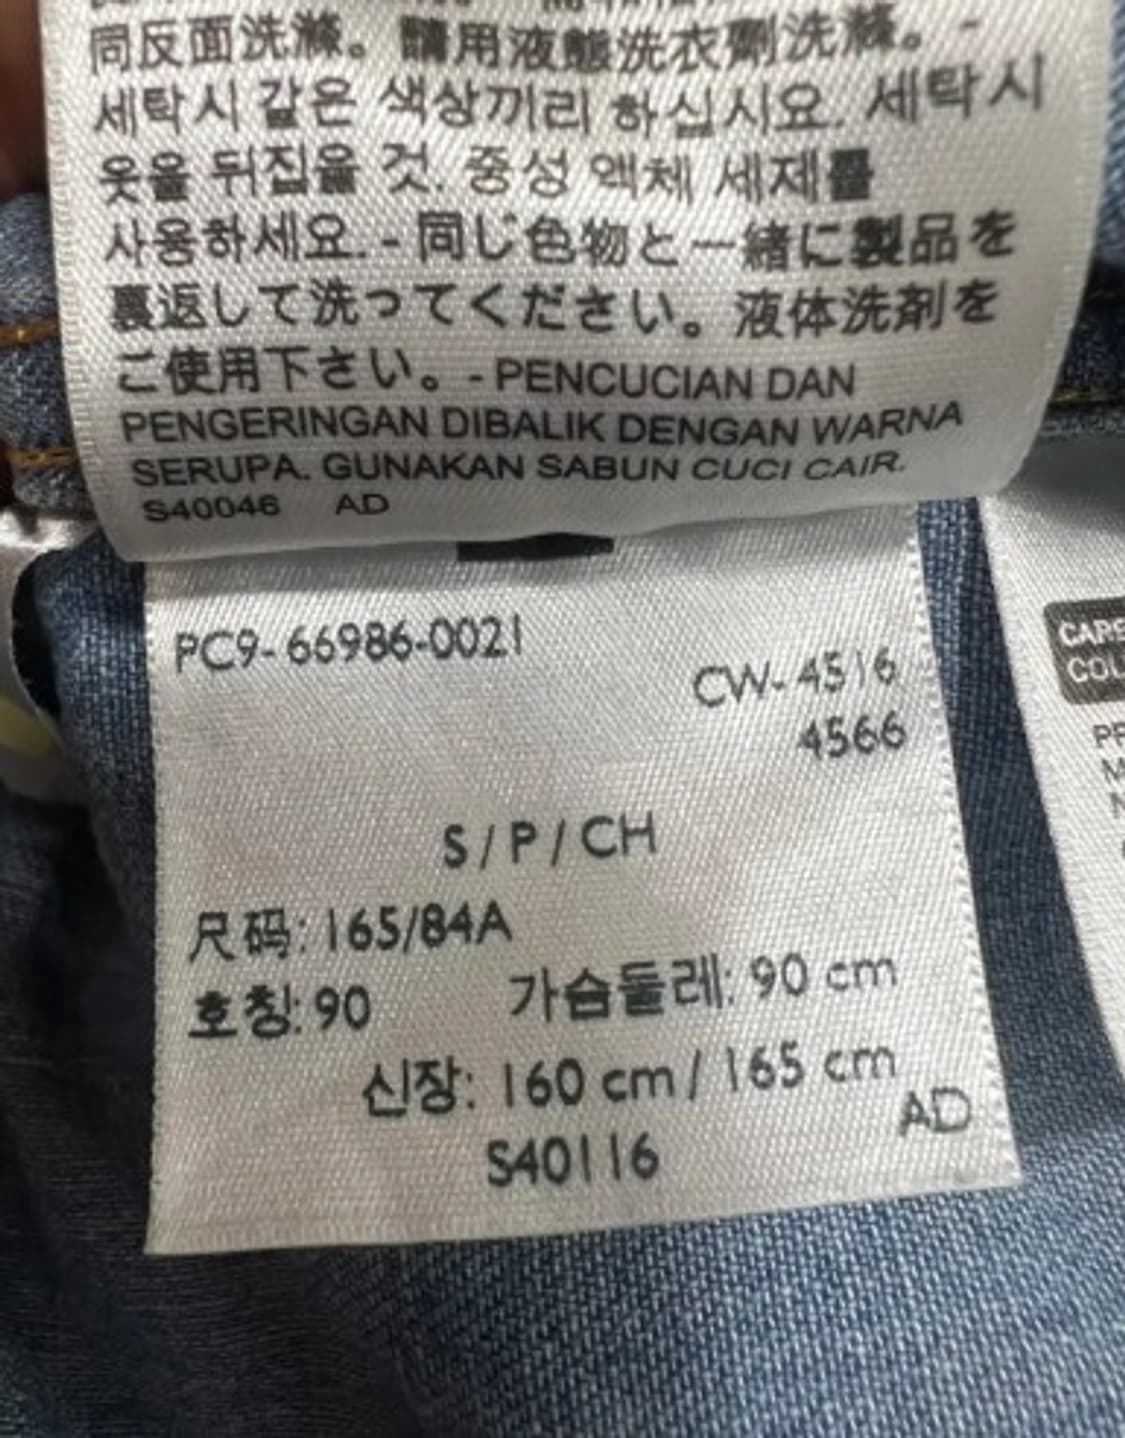 同反面洗滌。請用液態洗衣劑洗滌。-
세탁시 같은 색상끼리 하십시요. 세탁시
옷을 뒤집을 것. 중성 액체 세제를
사용하세요. - 同じ色物と一緒に製品を
裏返して洗ってください。液体洗剤を
ご使用下さい。- PENCUCIAN DAN
PENGERINGAN DIBALIK DENGAN WARNA
SERUPA. GUNAKAN SABUN CUCI CAIR.
S40046 AD
PC9-66986-0021
CW-4516
4566
S / P / CH
尺码: 165/84A
호칭: 90 가슴둘레: 90 cm
신장: 160 cm / 165 cm
AD
S40116
CARE
COL
PR
M
N